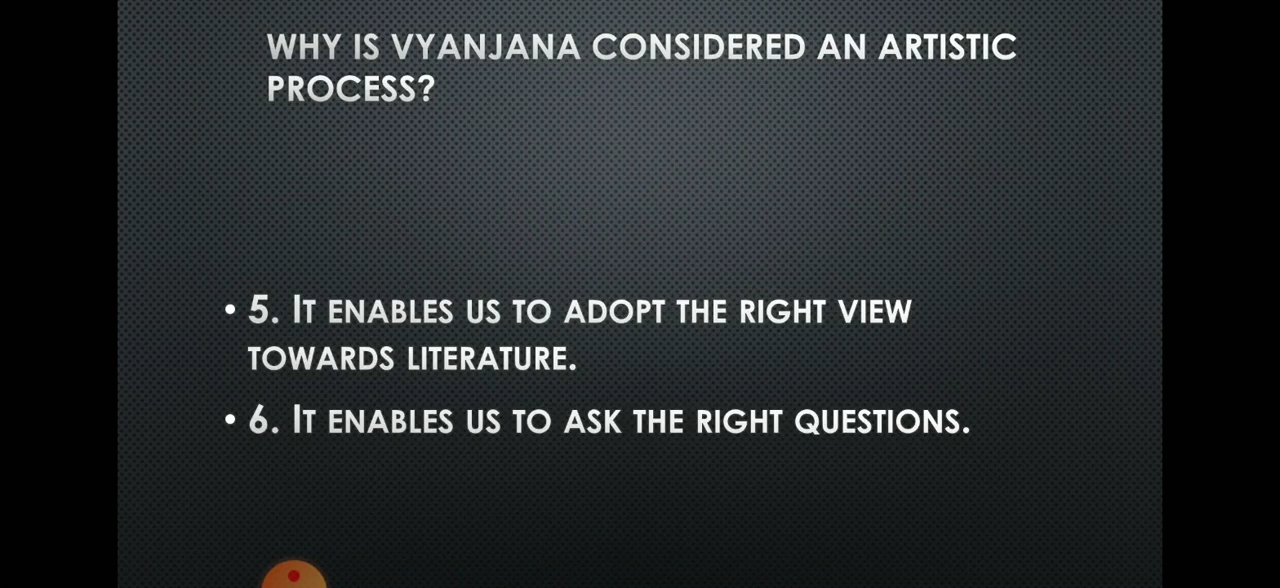 WHY IS VYANJANA CONSIDERED AN ARTISTIC
PROCESS?
• 5. IT ENABLES US TO ADOPT THE RIGHT VIEW
TOWARDS LITERATURE.
• 6. IT ENABLES US TO ASK THE RIGHT QUESTIONS.